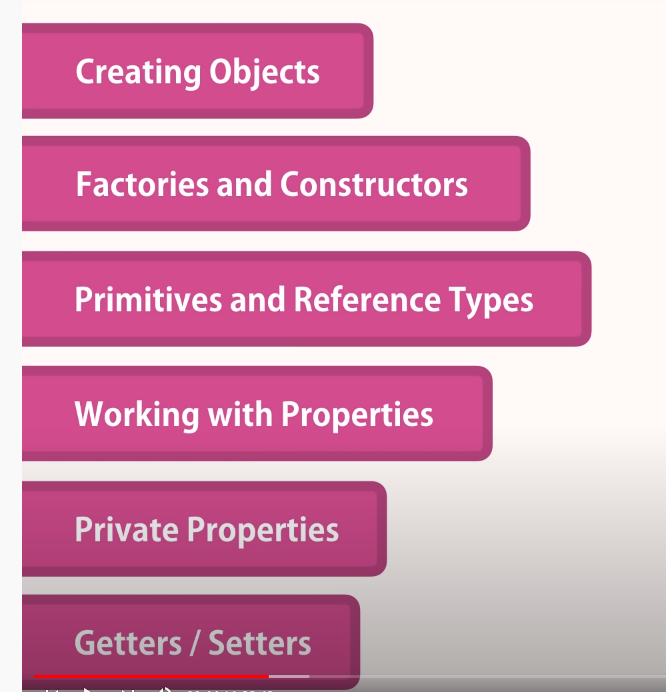 Creating Objects
Factories and Constructors
Primitives and Reference Types
Working with Properties
Private Properties
Getters / Setters